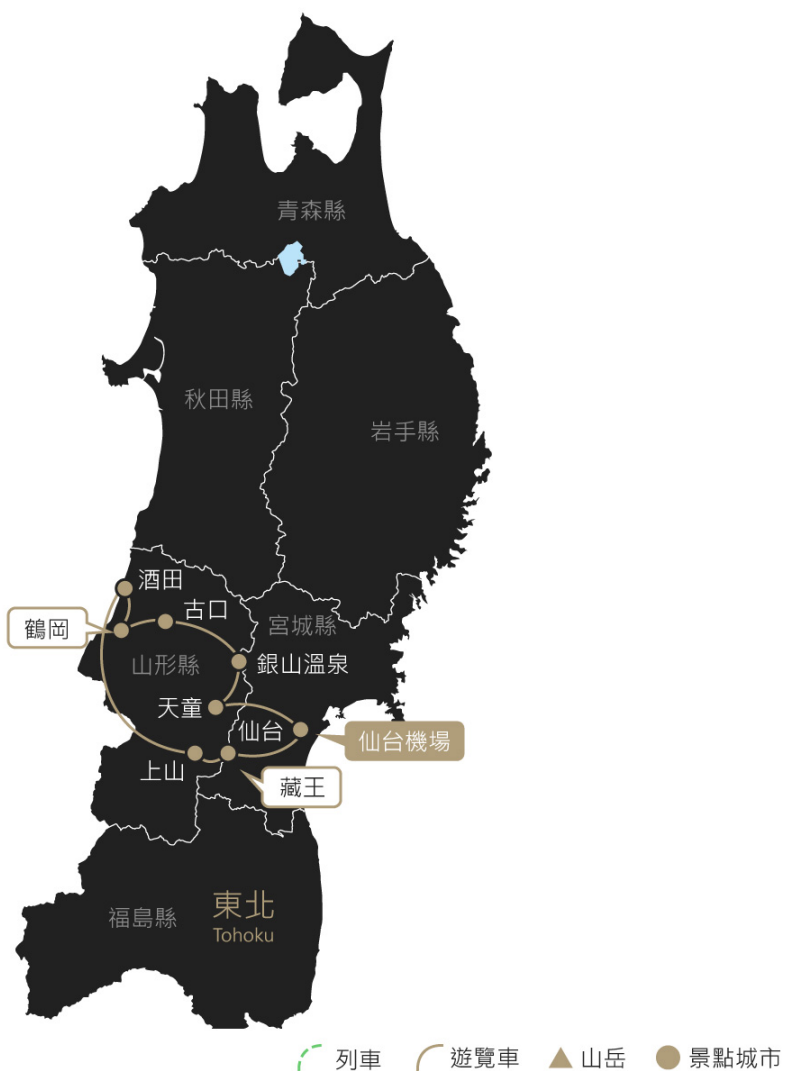 青森縣
秋田縣
岩手縣
酒田
古口
鶴岡
宮城縣
山形縣
銀山溫泉
天童
仙台
仙台機場
上山
藏王
東北
Tohoku
福島縣
列車
遊覽車
山岳
景點城市